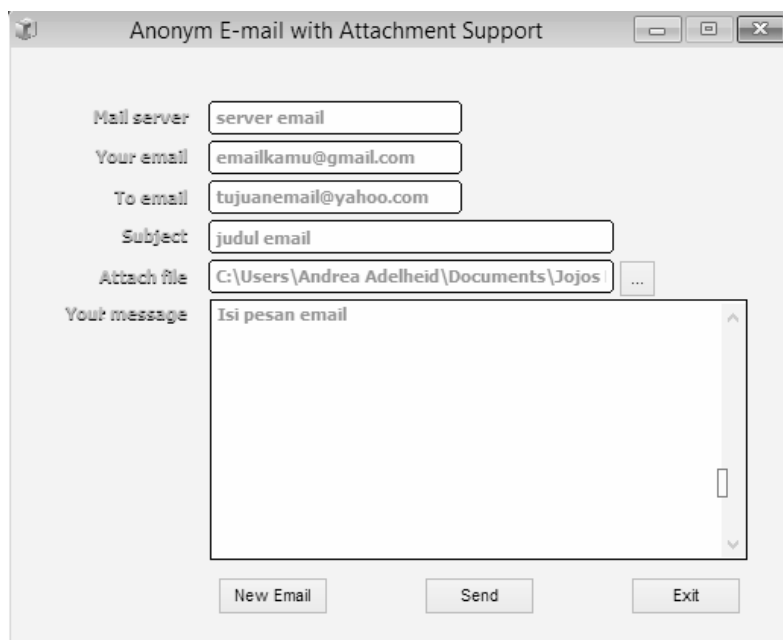 Anonym E-mail with Attachment Support
Mail server server email
Your email emailkamu@gmail.com
To email tujuanemail@yahoo.com
Subject judul email
Attach file C:\Users\Andrea Adelheid\Documents\Jojos ...
Your message Isi pesan email
New Email Send Exit